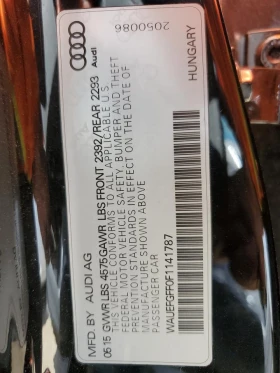 MFD. BY AUDI AG
05 15 GVWR LBS 4575 GAWR LBS FRONT 2392/REAR 2293
THIS VEHICLE CONFORMS TO ALL APPLICABLE U.S.
FEDERAL MOTOR VEHICLE SAFETY, BUMPER AND THEFT
PREVENTION STANDARDS IN EFFECT ON THE DATE OF
MANUFACTURE SHOWN ABOVE
PASSENGER CAR
WAUEFGFF0F1141787
HUNGARY
2050086
Audi